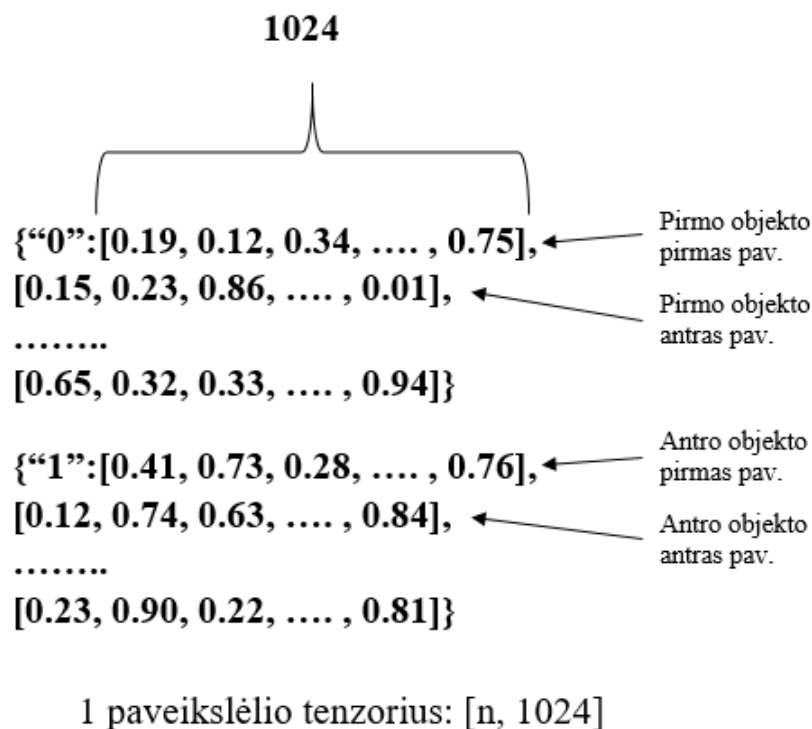 1024
{“0”:[0.19, 0.12, 0.34, …. , 0.75],
Pirmo objekto
pirmas pav.
[0.15, 0.23, 0.86, …. , 0.01],
Pirmo objekto
antras pav.
……..
[0.65, 0.32, 0.33, …. , 0.94]}
{“1”:[0.41, 0.73, 0.28, …. , 0.76],
Antro objekto
pirmas pav.
[0.12, 0.74, 0.63, …. , 0.84],
Antro objekto
antras pav.
……..
[0.23, 0.90, 0.22, …. , 0.81]}
1 paveikslėlio tenzorius: [n, 1024]